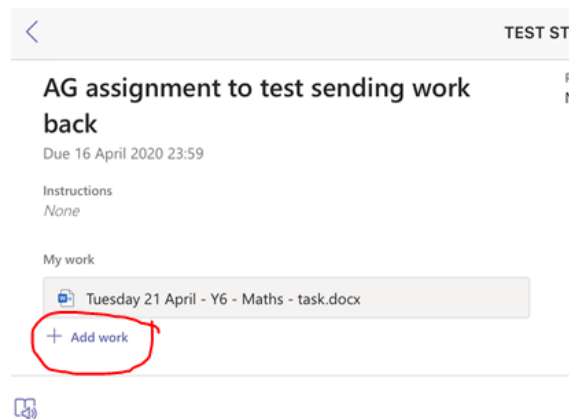 TEST ST
AG assignment to test sending work
back
Due 16 April 2020 23:59
Instructions
None
My work
Tuesday 21 April - Y6 - Maths - task.docx
+ Add work